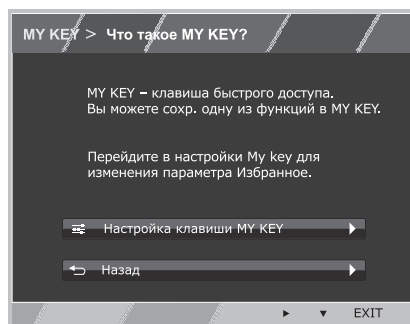 MY KEY > Что такое MY KEY?
MY KEY – клавиша быстрого доступа.
Вы можете сохр. одну из функций в MY KEY.
Перейдите в настройки My key для
изменения параметра Избранное.
Настройка клавиши MY KEY
Назад
EXIT